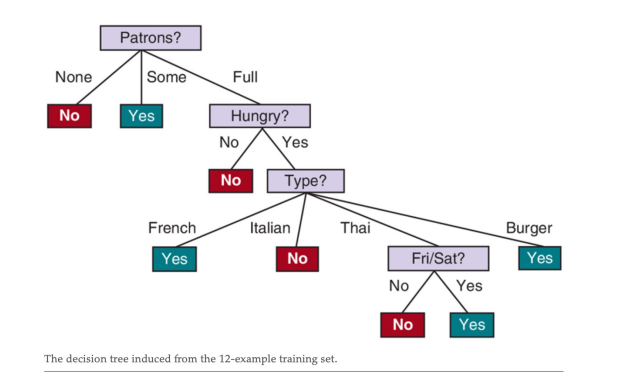 Patrons?
None Some Full
No Yes Hungry?
No Yes
No Type?
French Italian Thai Burger
Yes No Fri/Sat? Yes
No Yes
No Yes
The decision tree induced from the 12-example training set.